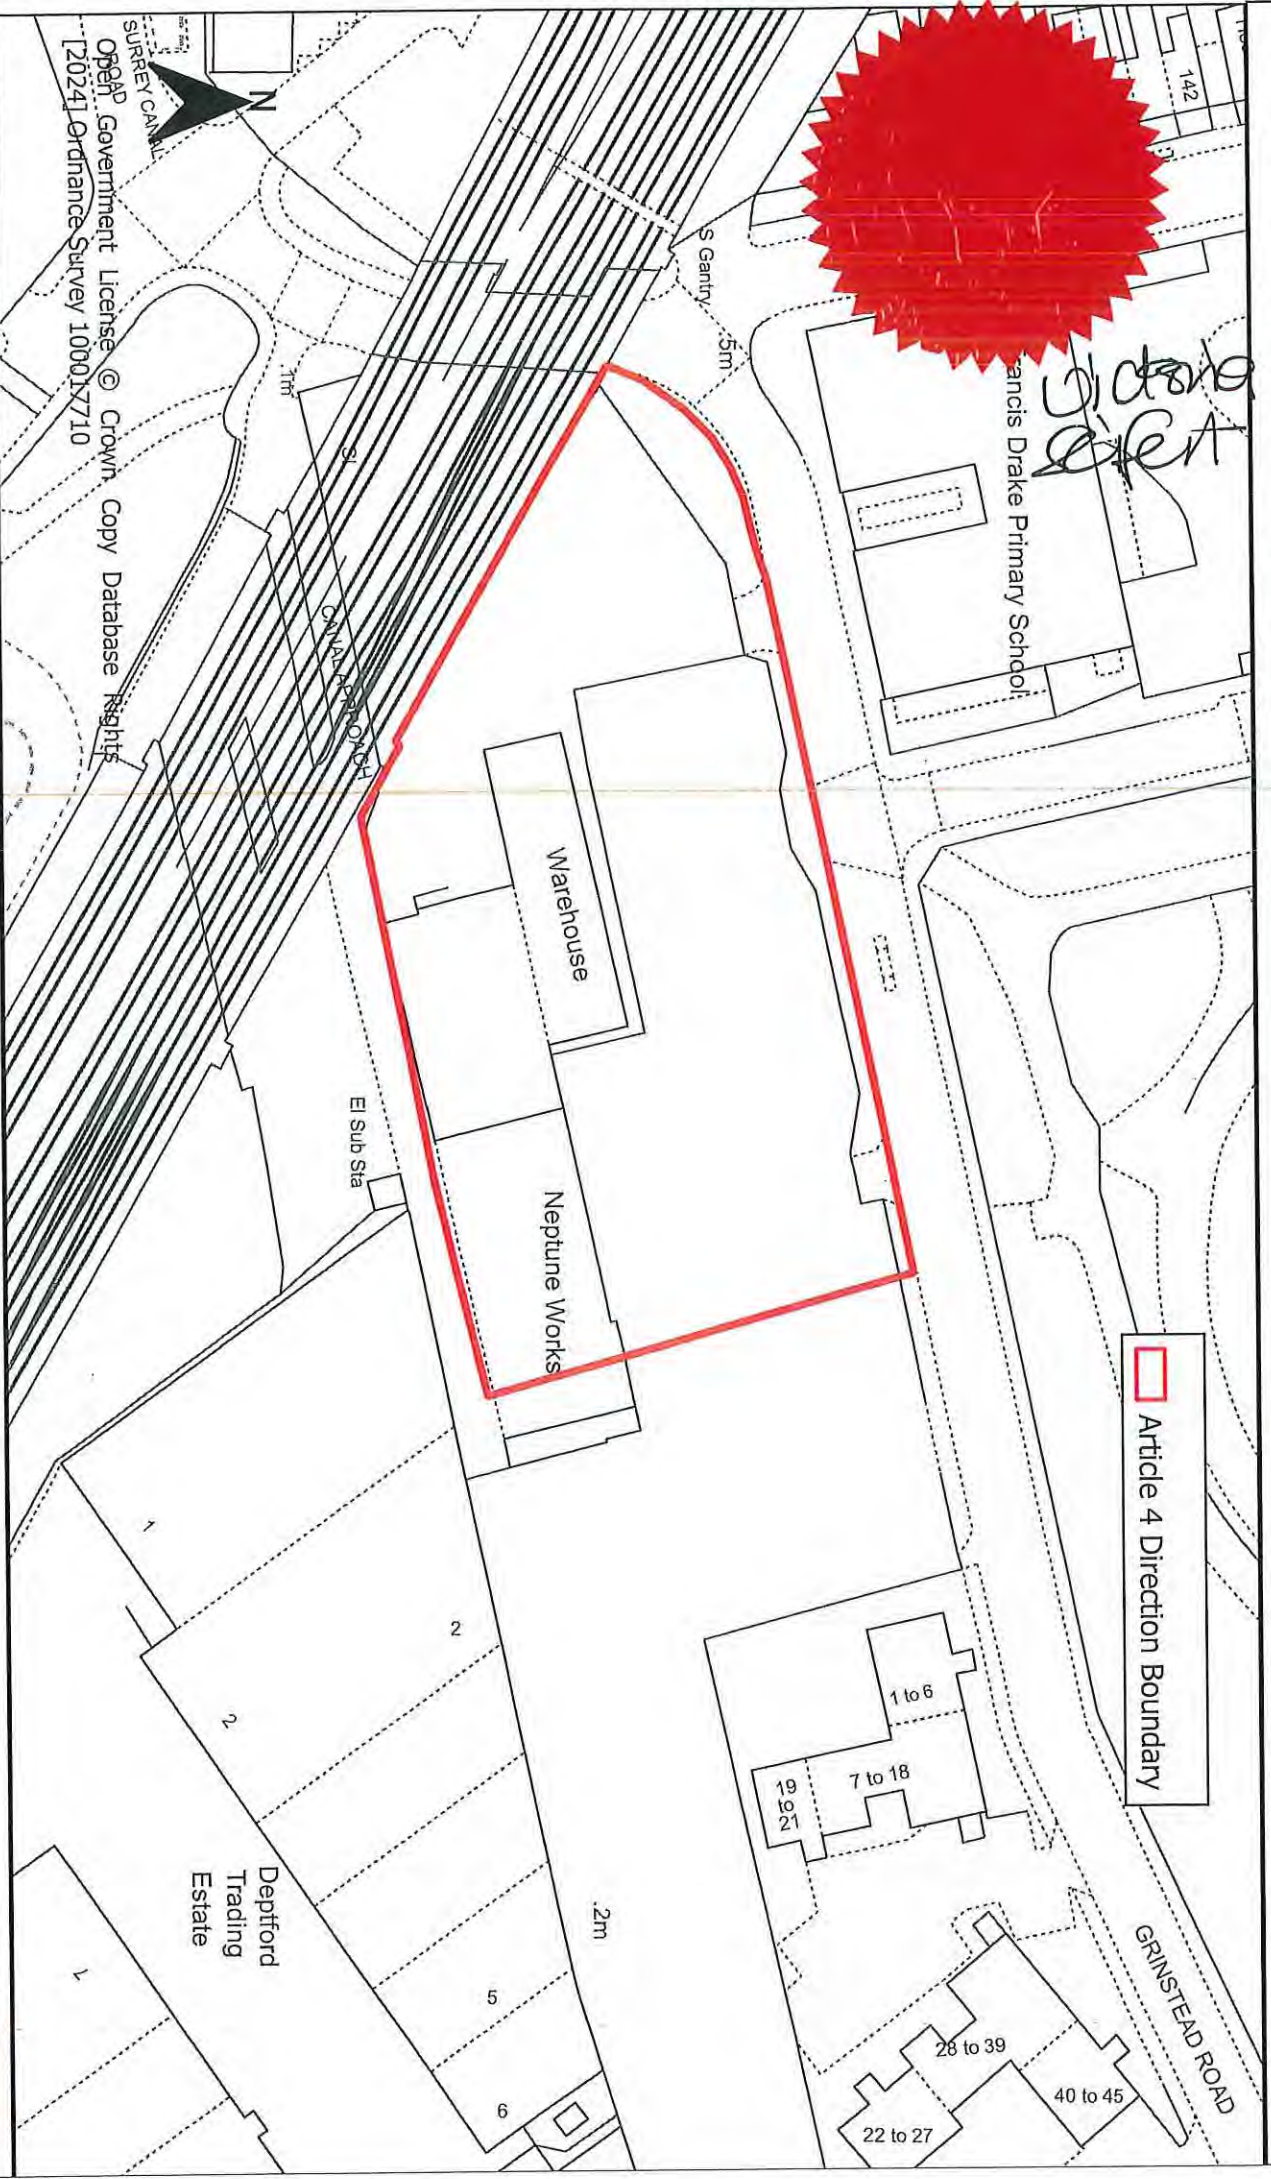 Article 4 Direction Boundary
GRINSTEAD ROAD
142
ancis Drake Primary School
S Gantry
.5m
Warehouse
Neptune Works
El Sub Sta
CANAL APPROACH
SL
1m
1 to 6
7 to 18
19
to
21
28 to 39
40 to 45
22 to 27
.2m
1
2
2
5
6
Deptford
Trading
Estate
1
SURREY CANAL
ROAD
N
Open Government License © Crown Copy Database Rights
[2024] Ordnance Survey 100017710